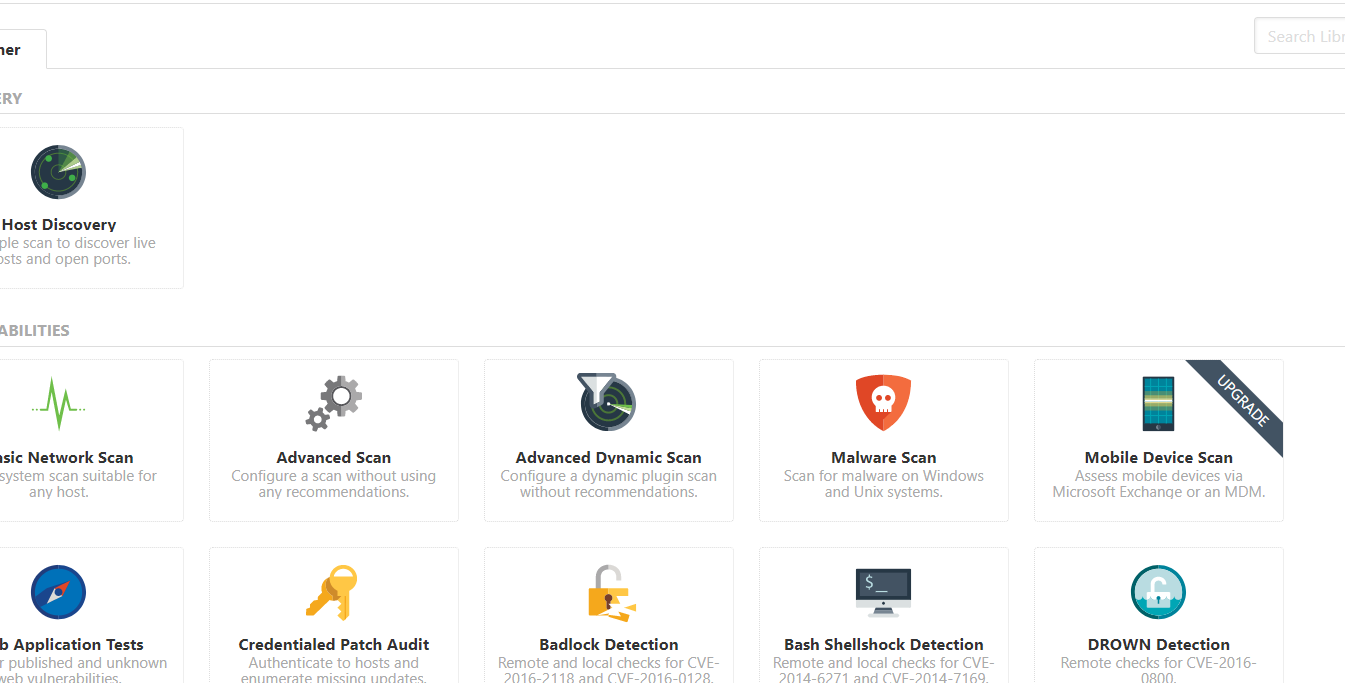 ner
Search Libr
ERY
Host Discovery
ple scan to discover live
osts and open ports.
ABILITIES
asic Network Scan
system scan suitable for
any host.
Advanced Scan
Configure a scan without using
any recommendations.
Advanced Dynamic Scan
Configure a dynamic plugin scan
without recommendations.
Malware Scan
Scan for malware on Windows
and Unix systems.
UPGRADE
Mobile Device Scan
Assess mobile devices via
Microsoft Exchange or an MDM.
b Application Tests
r published and unknown
web vulnerabilities.
Credentialed Patch Audit
Authenticate to hosts and
enumerate missing updates.
Badlock Detection
Remote and local checks for CVE-
2016-2118 and CVE-2016-0128.
$_
Bash Shellshock Detection
Remote and local checks for CVE-
2014-6271 and CVE-2014-7169.
DROWN Detection
Remote checks for CVE-2016-
0800.